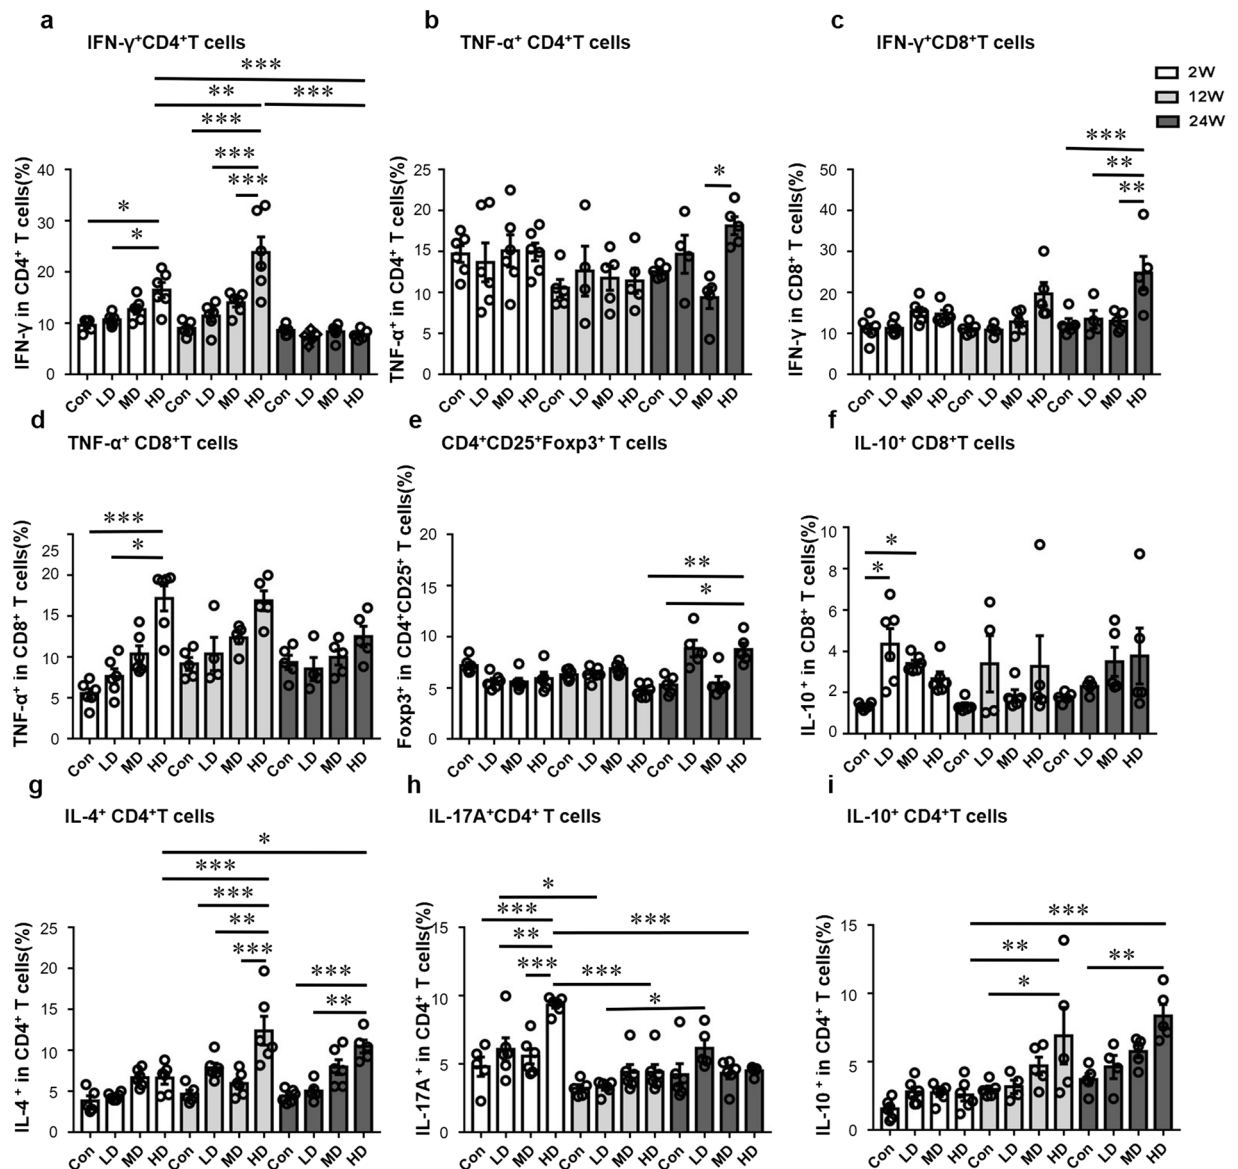 a
IFN-γ⁺CD4⁺T cells
b
TNF-α⁺ CD4⁺T cells
c
IFN-γ⁺CD8⁺T cells
2W
12W
24W
***
** ***
***
***
***
*
*
*
***
**
**
IFN-γ in CD4⁺ T cells(%)
40
30
20
10
0
Con LD MD HD Con LD MD HD Con LD MD HD
TNF-α⁺ in CD4⁺ T cells(%)
25
20
15
10
5
0
Con LD MD HD Con LD MD HD Con LD MD HD
IFN-γ in CD8⁺ T cells(%)
50
40
30
20
10
0
Con LD MD HD Con LD MD HD Con LD MD HD
d
TNF-α⁺ CD8⁺T cells
e
CD4⁺CD25⁺Foxp3⁺ T cells
f
IL-10⁺ CD8⁺T cells
***
*
**
*
*
*
TNF-α⁺ in CD8⁺ T cells(%)
25
20
15
10
5
0
Con LD MD HD Con LD MD HD Con LD MD HD
Foxp3⁺ in CD4⁺CD25⁺ T cells(%)
20
15
10
5
0
Con LD MD HD Con LD MD HD Con LD MD HD
IL-10⁺ in CD8⁺ T cells(%)
10
8
6
4
2
0
Con LD MD HD Con LD MD HD Con LD MD HD
g
IL-4⁺ CD4⁺T cells
h
IL-17A⁺CD4⁺ T cells
i
IL-10⁺ CD4⁺T cells
*
***
***
**
***
***
**
*
***
***
**
***
***
*
***
**
**
*
IL-4⁺ in CD4⁺ T cells(%)
25
20
15
10
5
0
Con LD MD HD Con LD MD HD Con LD MD HD
IL-17A⁺ in CD4⁺ T cells(%)
15
10
5
0
Con LD MD HD Con LD MD HD Con LD MD HD
IL-10⁺ in CD4⁺ T cells(%)
15
10
5
0
Con LD MD HD Con LD MD HD Con LD MD HD